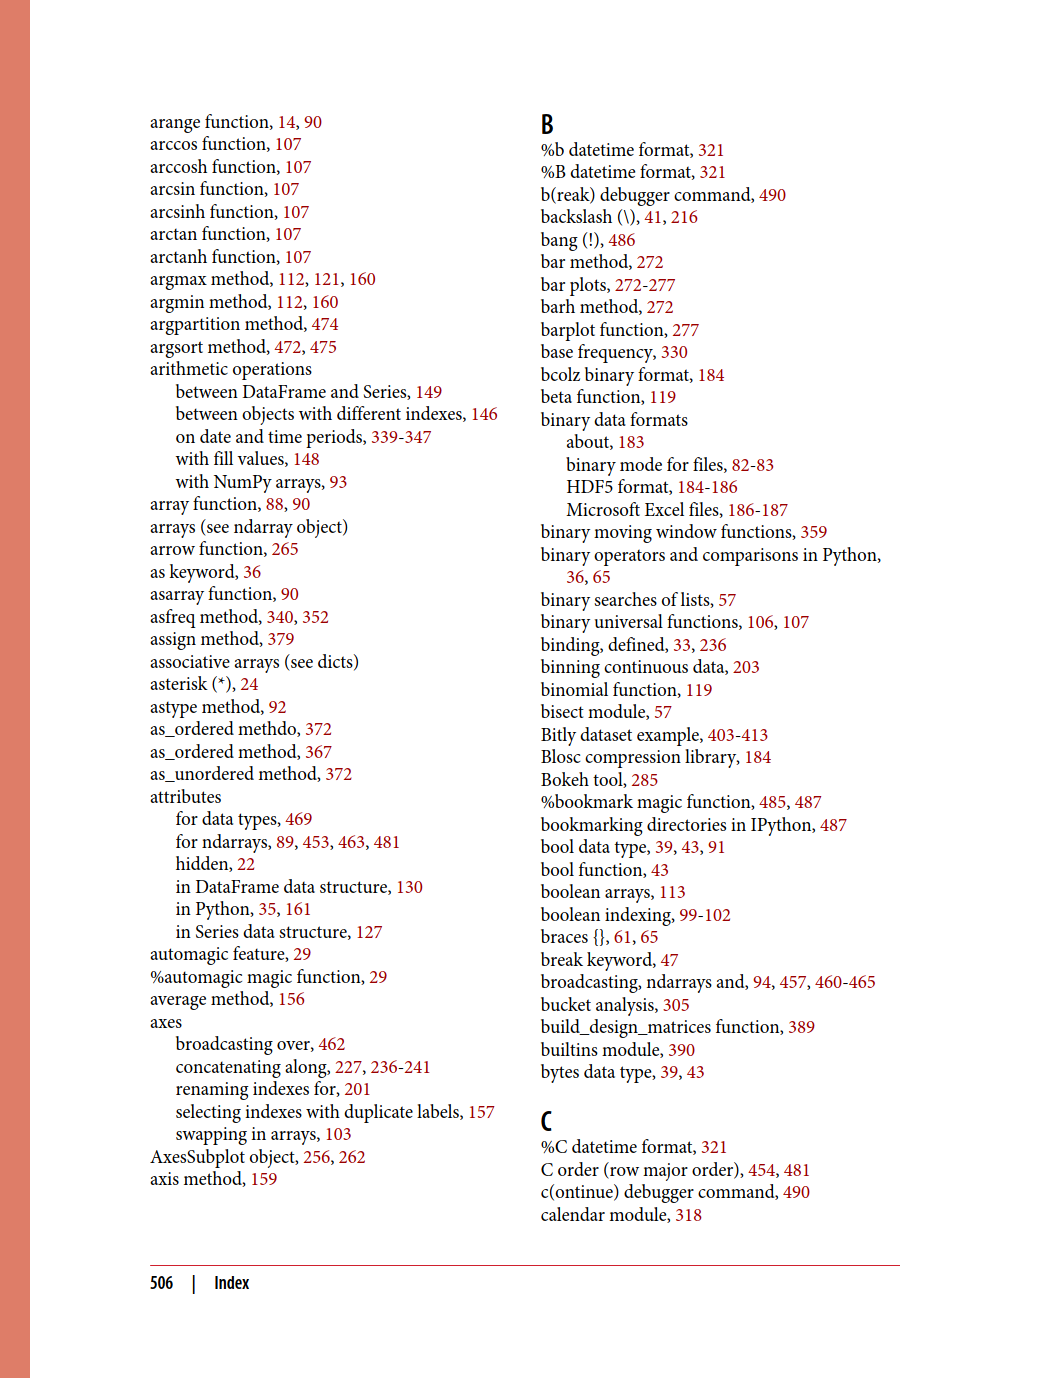 arange function, 14, 90
arccos function, 107
arccosh function, 107
arcsin function, 107
arcsinh function, 107
arctan function, 107
arctanh function, 107
argmax method, 112, 121, 160
argmin method, 112, 160
argpartition method, 474
argsort method, 472, 475
arithmetic operations
between DataFrame and Series, 149
between objects with different indexes, 146
on date and time periods, 339-347
with fill values, 148
with NumPy arrays, 93
array function, 88, 90
arrays (see ndarray object)
arrow function, 265
as keyword, 36
asarray function, 90
asfreq method, 340, 352
assign method, 379
associative arrays (see dicts)
asterisk (*), 24
astype method, 92
as_ordered methdo, 372
as_ordered method, 367
as_unordered method, 372
attributes
for data types, 469
for ndarrays, 89, 453, 463, 481
hidden, 22
in DataFrame data structure, 130
in Python, 35, 161
in Series data structure, 127
automagic feature, 29
%automagic magic function, 29
average method, 156
axes
broadcasting over, 462
concatenating along, 227, 236-241
renaming indexes for, 201
selecting indexes with duplicate labels, 157
swapping in arrays, 103
AxesSubplot object, 256, 262
axis method, 159
B
%b datetime format, 321
%B datetime format, 321
b(reak) debugger command, 490
backslash (\), 41, 216
bang (!), 486
bar method, 272
bar plots, 272-277
barh method, 272
barplot function, 277
base frequency, 330
bcolz binary format, 184
beta function, 119
binary data formats
about, 183
binary mode for files, 82-83
HDF5 format, 184-186
Microsoft Excel files, 186-187
binary moving window functions, 359
binary operators and comparisons in Python,
36, 65
binary searches of lists, 57
binary universal functions, 106, 107
binding, defined, 33, 236
binning continuous data, 203
binomial function, 119
bisect module, 57
Bitly dataset example, 403-413
Blosc compression library, 184
Bokeh tool, 285
%bookmark magic function, 485, 487
bookmarking directories in IPython, 487
bool data type, 39, 43, 91
bool function, 43
boolean arrays, 113
boolean indexing, 99-102
braces {}, 61, 65
break keyword, 47
broadcasting, ndarrays and, 94, 457, 460-465
bucket analysis, 305
build_design_matrices function, 389
builtins module, 390
bytes data type, 39, 43
C
%C datetime format, 321
C order (row major order), 454, 481
c(ontinue) debugger command, 490
calendar module, 318
506 | Index